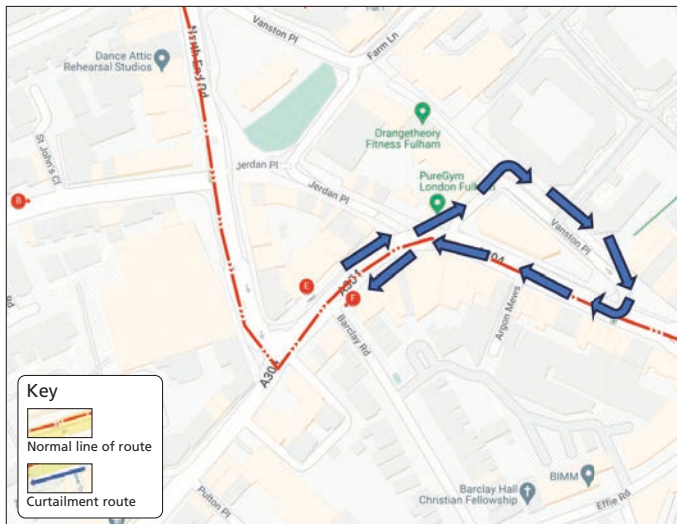 Vanston Pl
Farm Ln
Dance Attic
Rehearsal Studios
North End Rd
St John's Cl
Orangetheory
Fitness Fulham
Jerdan Pl
Jerdan Pl
PureGym
London Fulham
B
Vanston Pl
A304
E
F
Barclay Rd
Argon Mews
Rd
A304
Key
Normal line of route
Curtailment route
Pulton Pl
Barclay Hall
Christian Fellowship
BIMM
Effie Rd